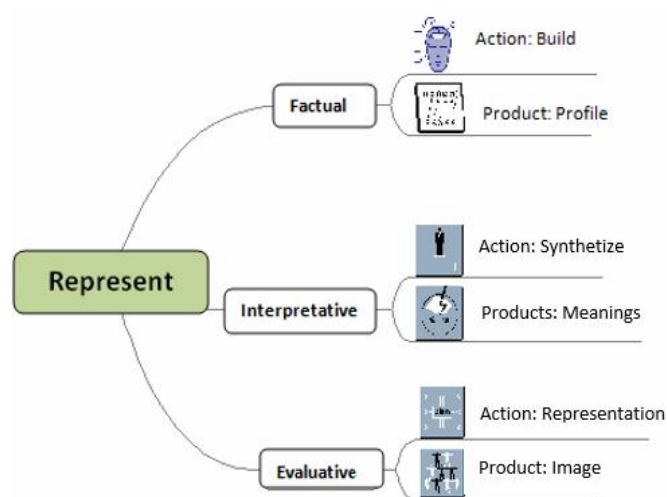 Action: Build
Factual
Product: Profile
Action: Synthetize
Represent
Interpretative
Products: Meanings
Action: Representation
Evaluative
Product: Image